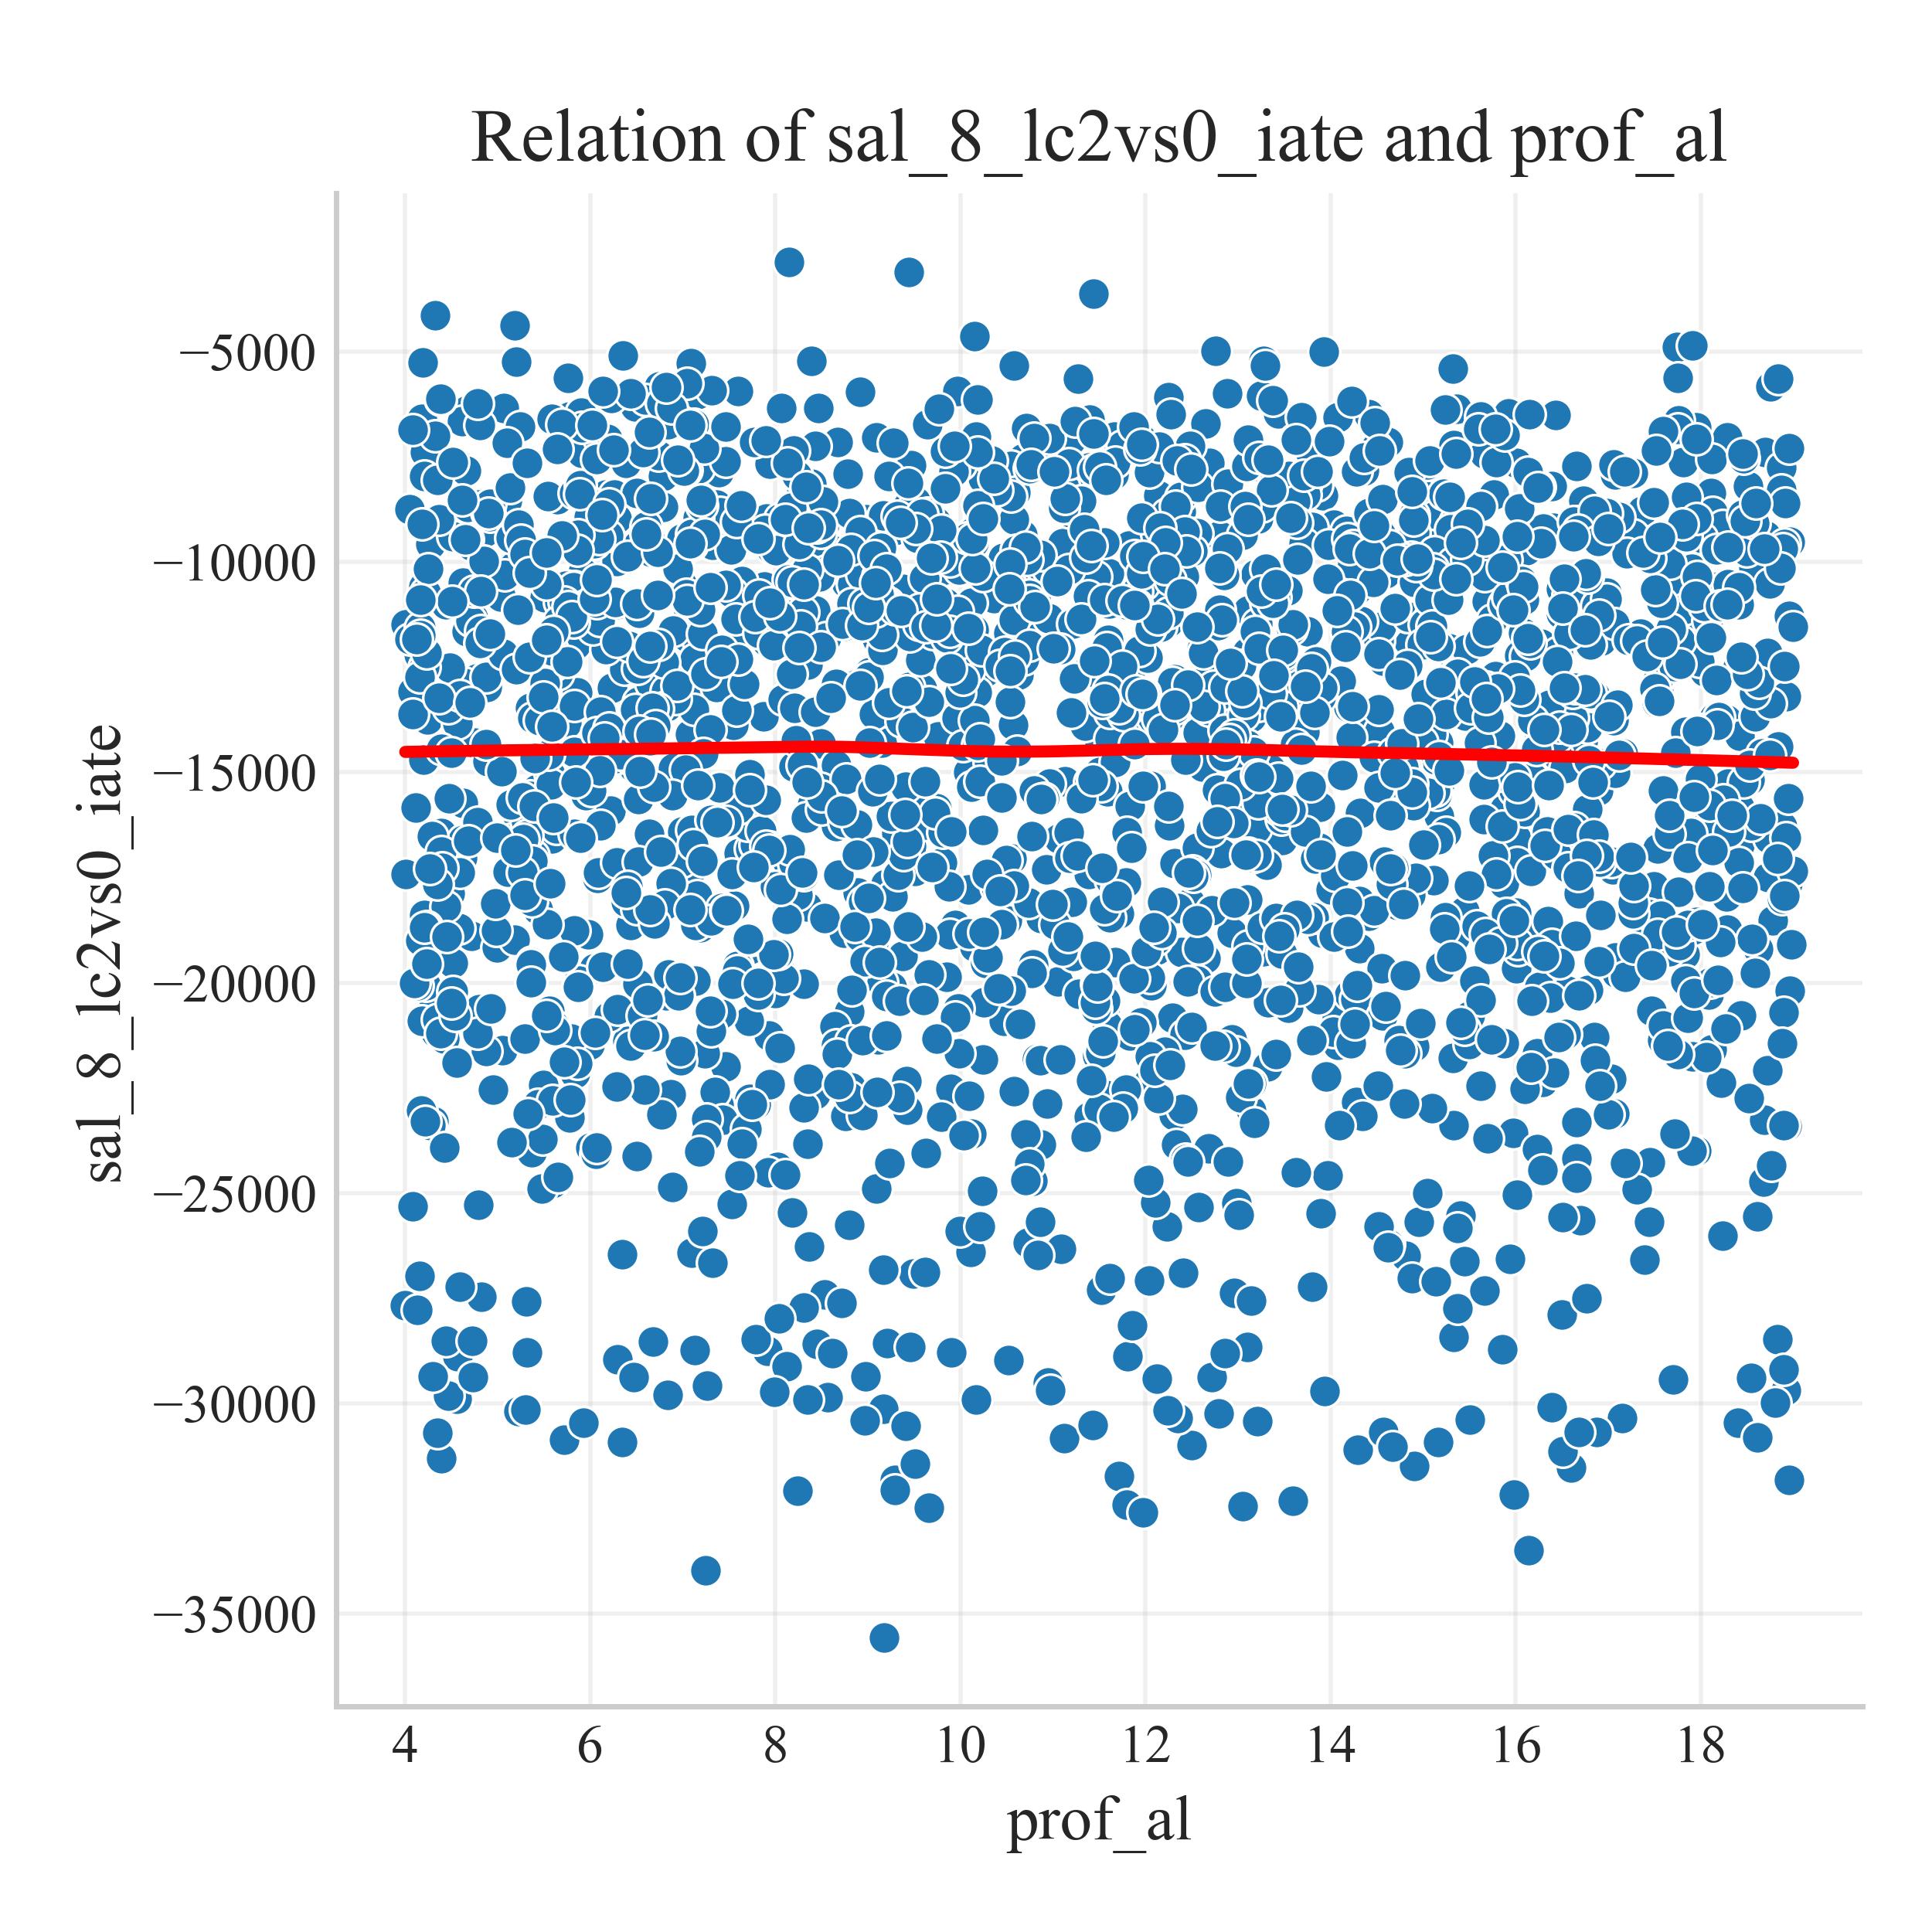 Relation of sal_8_lc2vs0_iate and prof_al
sal_8_lc2vs0_iate
−5000
−10000
−15000
−20000
−25000
−30000
−35000
4 6 8 10 12 14 16 18
prof_al